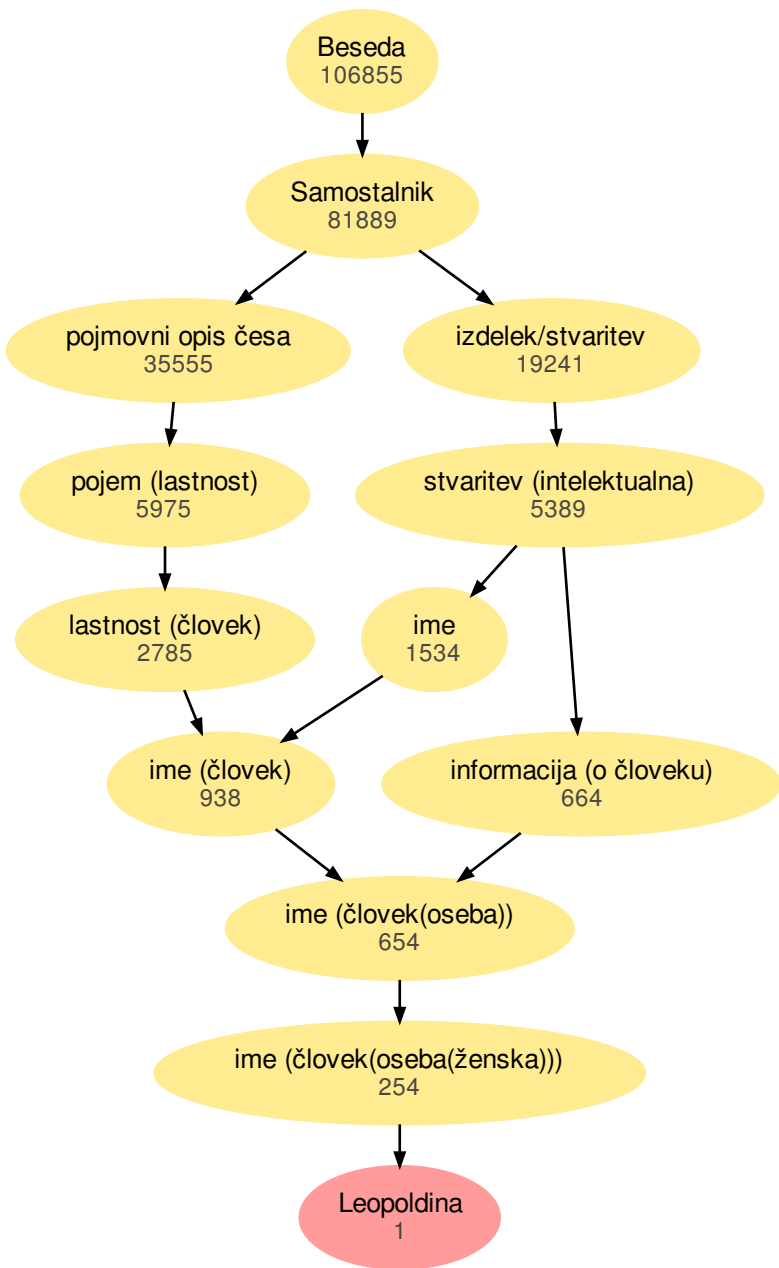 Beseda
106855
Samostalnik
81889
pojmovni opis česa
35555
izdelek/stvaritev
19241
pojem (lastnost)
5975
stvaritev (intelektualna)
5389
lastnost (človek)
2785
ime
1534
ime (človek)
938
informacija (o človeku)
664
ime (človek(oseba))
654
ime (človek(oseba(ženska)))
254
Leopoldina
1